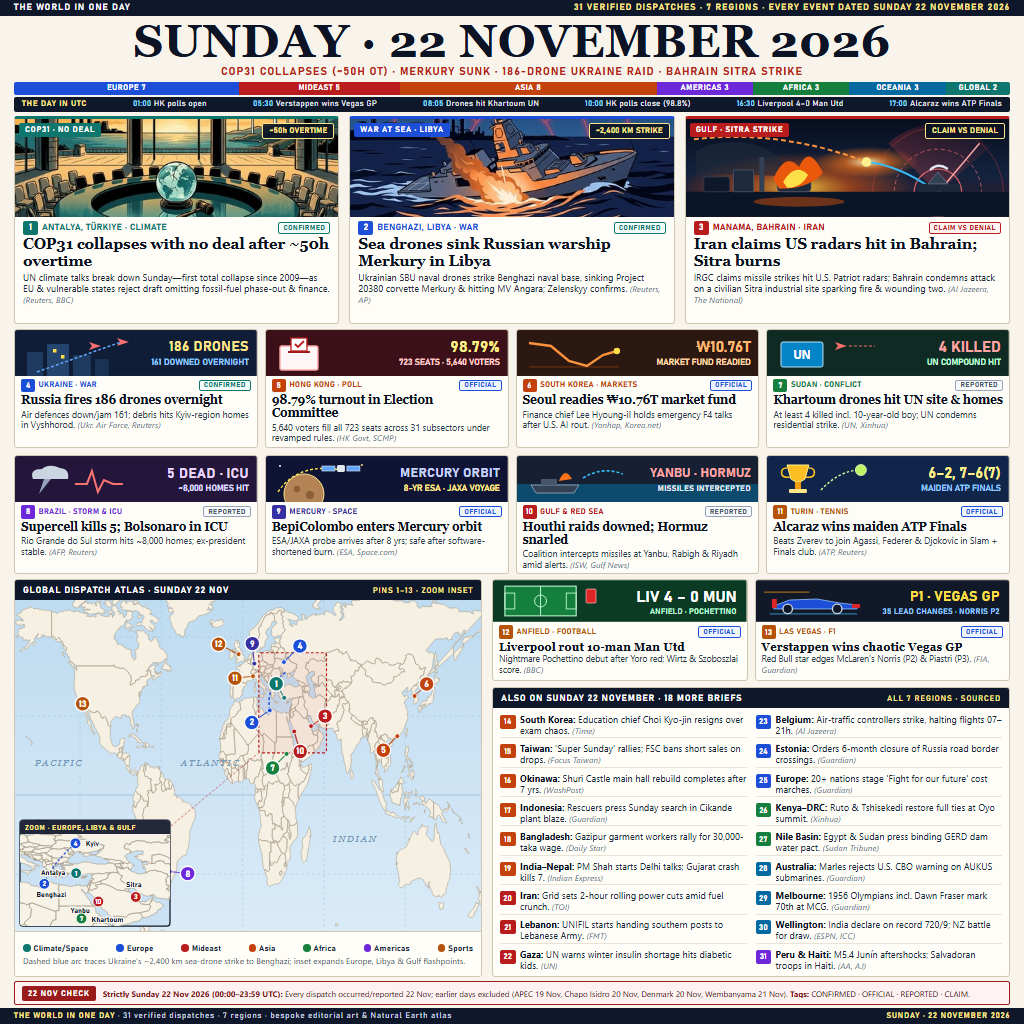 THE WORLD IN ONE DAY
31 VERIFIED DISPATCHES · 7 REGIONS · EVERY EVENT DATED SUNDAY 22 NOVEMBER 2026
SUNDAY · 22 NOVEMBER 2026
COP31 COLLAPSES (~50H OT) · MERKURY SUNK · 186-DRONE UKRAINE RAID · BAHRAIN SITRA STRIKE
EUROPE 7
MIDEAST 5
ASIA 8
AMERICAS 3
AFRICA 3
OCEANIA 3
GLOBAL 2
THE DAY IN UTC
01:00 HK polls open
05:30 Verstappen wins Vegas GP
08:05 Drones hit Khartoum UN
10:00 HK polls close (98.8%)
16:30 Liverpool 4–0 Man Utd
17:00 Alcaraz wins ATP Finals
COP31 · NO DEAL
~50h OVERTIME
1 ANTALYA, TÜRKIYE · CLIMATE
CONFIRMED
COP31 collapses with no deal after ~50h
overtime
UN climate talks break down Sunday—first total collapse since 2009—as
EU & vulnerable states reject draft omitting fossil-fuel phase-out & finance.
(Reuters, BBC)
WAR AT SEA · LIBYA
~2,400 KM STRIKE
2 BENGHAZI, LIBYA · WAR
CONFIRMED
Sea drones sink Russian warship
Merkury in Libya
Ukrainian SBU naval drones strike Benghazi naval base, sinking Project
20380 corvette Merkury & hitting MV Angara; Zelenskyy confirms. (Reuters,
AP)
GULF · SITRA STRIKE
CLAIM VS DENIAL
3 MANAMA, BAHRAIN · IRAN
CLAIM VS DENIAL
Iran claims US radars hit in Bahrain;
Sitra burns
IRGC claims missile strikes hit U.S. Patriot radars; Bahrain condemns attack
on a civilian Sitra industrial site sparking fire & wounding two. (Al Jazeera,
The National)
186 DRONES
161 DOWNED OVERNIGHT
4 UKRAINE · WAR
CONFIRMED
Russia fires 186 drones overnight
Air defences down/jam 161; debris hits Kyiv-region homes
in Vyshhorod. (Ukr. Air Force, Reuters)
98.79%
723 SEATS · 5,640 VOTERS
5 HONG KONG · POLL
OFFICIAL
98.79% turnout in Election
Committee
5,640 voters fill all 723 seats across 31 subsectors under
revamped rules. (HK Govt, SCMP)
₩10.76T
MARKET FUND READIED
6 SOUTH KOREA · MARKETS
OFFICIAL
Seoul readies ₩10.76T market fund
Finance chief Lee Hyoung-il holds emergency F4 talks
after U.S. AI rout. (Yonhap, Korea.net)
UN
4 KILLED
UN COMPOUND HIT
7 SUDAN · CONFLICT
REPORTED
Khartoum drones hit UN site & homes
At least 4 killed incl. 10-year-old boy; UN condemns
residential strike. (UN, Xinhua)
5 DEAD · ICU
~8,000 HOMES HIT
8 BRAZIL · STORM & ICU
REPORTED
Supercell kills 5; Bolsonaro in ICU
Rio Grande do Sul storm hits ~8,000 homes; ex-president
stable. (AFP, Reuters)
MERCURY ORBIT
8-YR ESA · JAXA VOYAGE
9 MERCURY · SPACE
OFFICIAL
BepiColombo enters Mercury orbit
ESA/JAXA probe arrives after 8 yrs; safe after software-
shortened burn. (ESA, Space.com)
YANBU · HORMUZ
MISSILES INTERCEPTED
10 GULF & RED SEA
REPORTED
Houthi raids downed; Hormuz
snarled
Coalition intercepts missiles at Yanbu, Rabigh & Riyadh
amid alerts. (ISW, Gulf News)
6–2, 7–6(7)
MAIDEN ATP FINALS
11 TURIN · TENNIS
OFFICIAL
Alcaraz wins maiden ATP Finals
Beats Zverev to join Agassi, Federer & Djokovic in Slam +
Finals club. (ATP, Reuters)
GLOBAL DISPATCH ATLAS · SUNDAY 22 NOV
PINS 1–13 · ZOOM INSET
12
9
4
11
1
6
13
2
3
10
5
7
8
PACIFIC
ATLANTIC
INDIAN
ZOOM · EUROPE, LIBYA & GULF
4 Kyiv
Antalya 1
2
Benghazi
Sitra
3
10
Yanbu
7 Khartoum
Climate/Space
Europe
Mideast
Asia
Africa
Americas
Sports
Dashed blue arc traces Ukraine's ~2,400 km sea-drone strike to Benghazi; inset expands Europe, Libya & Gulf flashpoints.
LIV 4 – 0 MUN
ANFIELD · POCHETTINO
12 ANFIELD · FOOTBALL
OFFICIAL
Liverpool rout 10-man Man Utd
Nightmare Pochettino debut after Yoro red; Wirtz & Szoboszlai
score. (BBC)
P1 · VEGAS GP
35 LEAD CHANGES · NORRIS P2
13 LAS VEGAS · F1
OFFICIAL
Verstappen wins chaotic Vegas GP
Red Bull star edges McLaren's Norris (P2) & Piastri (P3). (FIA,
Guardian)
ALSO ON SUNDAY 22 NOVEMBER · 18 MORE BRIEFS
ALL 7 REGIONS · SOURCED
14 South Korea: Education chief Choi Kyo-jin resigns over
exam chaos. (Time)
15 Taiwan: 'Super Sunday' rallies; FSC bans short sales on
drops. (Focus Taiwan)
16 Okinawa: Shuri Castle main hall rebuild completes after
7 yrs. (WashPost)
17 Indonesia: Rescuers press Sunday search in Cikande
plant blaze. (Guardian)
18 Bangladesh: Gazipur garment workers rally for 30,000-
taka wage. (Daily Star)
19 India–Nepal: PM Shah starts Delhi talks; Gujarat crash
kills 7. (Indian Express)
20 Iran: Grid sets 2-hour rolling power cuts amid fuel
crunch. (TOI)
21 Lebanon: UNIFIL starts handing southern posts to
Lebanese Army. (FMT)
22 Gaza: UN warns winter insulin shortage hits diabetic
kids. (UN)
23 Belgium: Air-traffic controllers strike, halting flights 07–
21h. (Al Jazeera)
24 Estonia: Orders 6-month closure of Russia road border
crossings. (Guardian)
25 Europe: 20+ nations stage 'Fight for our future' cost
marches. (Guardian)
26 Kenya–DRC: Ruto & Tshisekedi restore full ties at Oyo
summit. (Xinhua)
27 Nile Basin: Egypt & Sudan press binding GERD dam
water pact. (Sudan Tribune)
28 Australia: Marles rejects U.S. CBO warning on AUKUS
submarines. (Guardian)
29 Melbourne: 1956 Olympians incl. Dawn Fraser mark
70th at MCG. (Guardian)
30 Wellington: India declare on record 720/9; NZ battle
for draw. (ESPN, ICC)
31 Peru & Haiti: M5.4 Junín aftershocks; Salvadoran
troops in Haiti. (AA, AJ)
22 NOV CHECK
Strictly Sunday 22 Nov 2026 (00:00–23:59 UTC): Every dispatch occurred/reported 22 Nov; earlier days excluded (APEC 19 Nov, Chapo Isidro 20 Nov, Denmark 20 Nov, Wembanyama 21 Nov). Tags: CONFIRMED · OFFICIAL · REPORTED · CLAIM.
THE WORLD IN ONE DAY · 31 verified dispatches · 7 regions · bespoke editorial art & Natural Earth atlas
SUNDAY · 22 NOVEMBER 2026